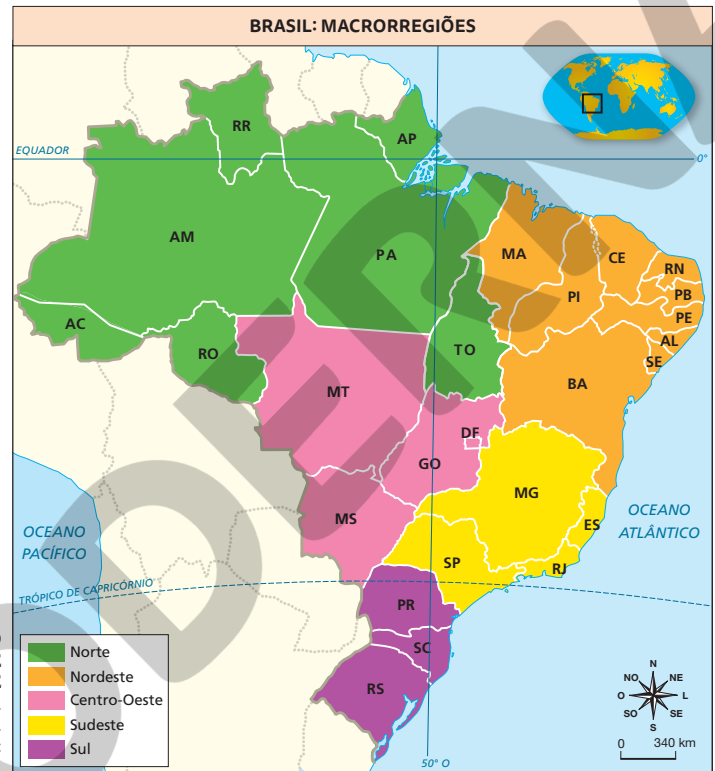 BRASIL: MACRORREGIÕES
EQUADOR
0°
RR
AP
AM
PA
MA
CE
RN
PB
PE
AL
SE
PI
AC
RO
TO
BA
MT
DF
GO
MG
ES
MS
SP
RJ
PR
SC
RS
OCEANO
PACÍFICO
OCEANO
ATLÂNTICO
TRÓPICO DE CAPRICÓRNIO
Norte
Nordeste
Centro-Oeste
Sudeste
Sul
N
NO NE
O L
SO SE
S
0 340 km
50° O